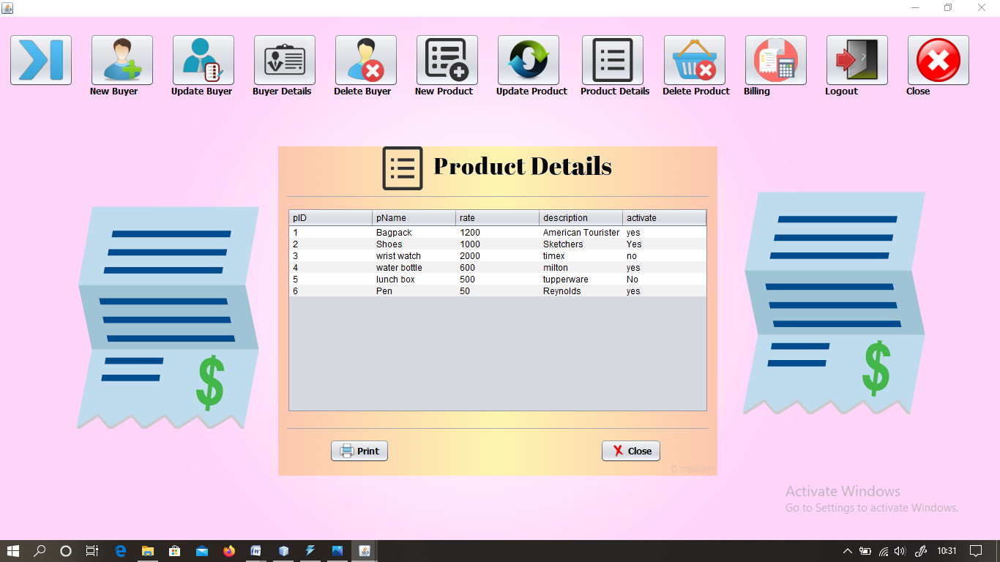 New Buyer Update Buyer Buyer Details Delete Buyer New Product Update Product Product Details Delete Product Billing Logout Close
Product Details
pID pName rate description activate
1 Bagpack 1200 American Tourister yes
2 Shoes 1000 Sketchers Yes
3 wrist watch 2000 timex no
4 water bottle 600 milton yes
5 lunch box 500 tupperware No
6 Pen 50 Reynolds yes
$ $
Print Close
Activate Windows
Go to Settings to activate Windows.
10:31